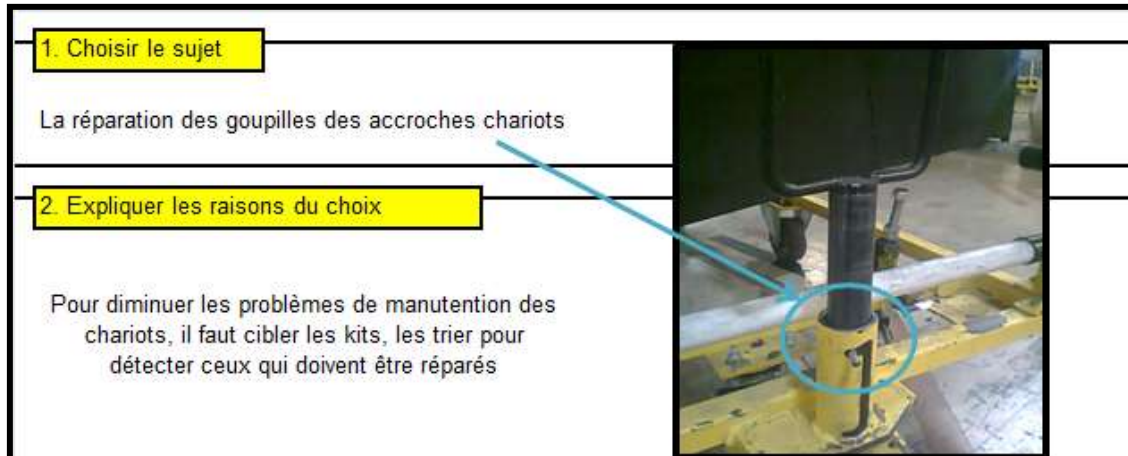 1. Choisir le sujet
La réparation des goupilles des accroches chariots
2. Expliquer les raisons du choix
Pour diminuer les problèmes de manutention des
chariots, il faut cibler les kits, les trier pour
détecter ceux qui doivent être réparés